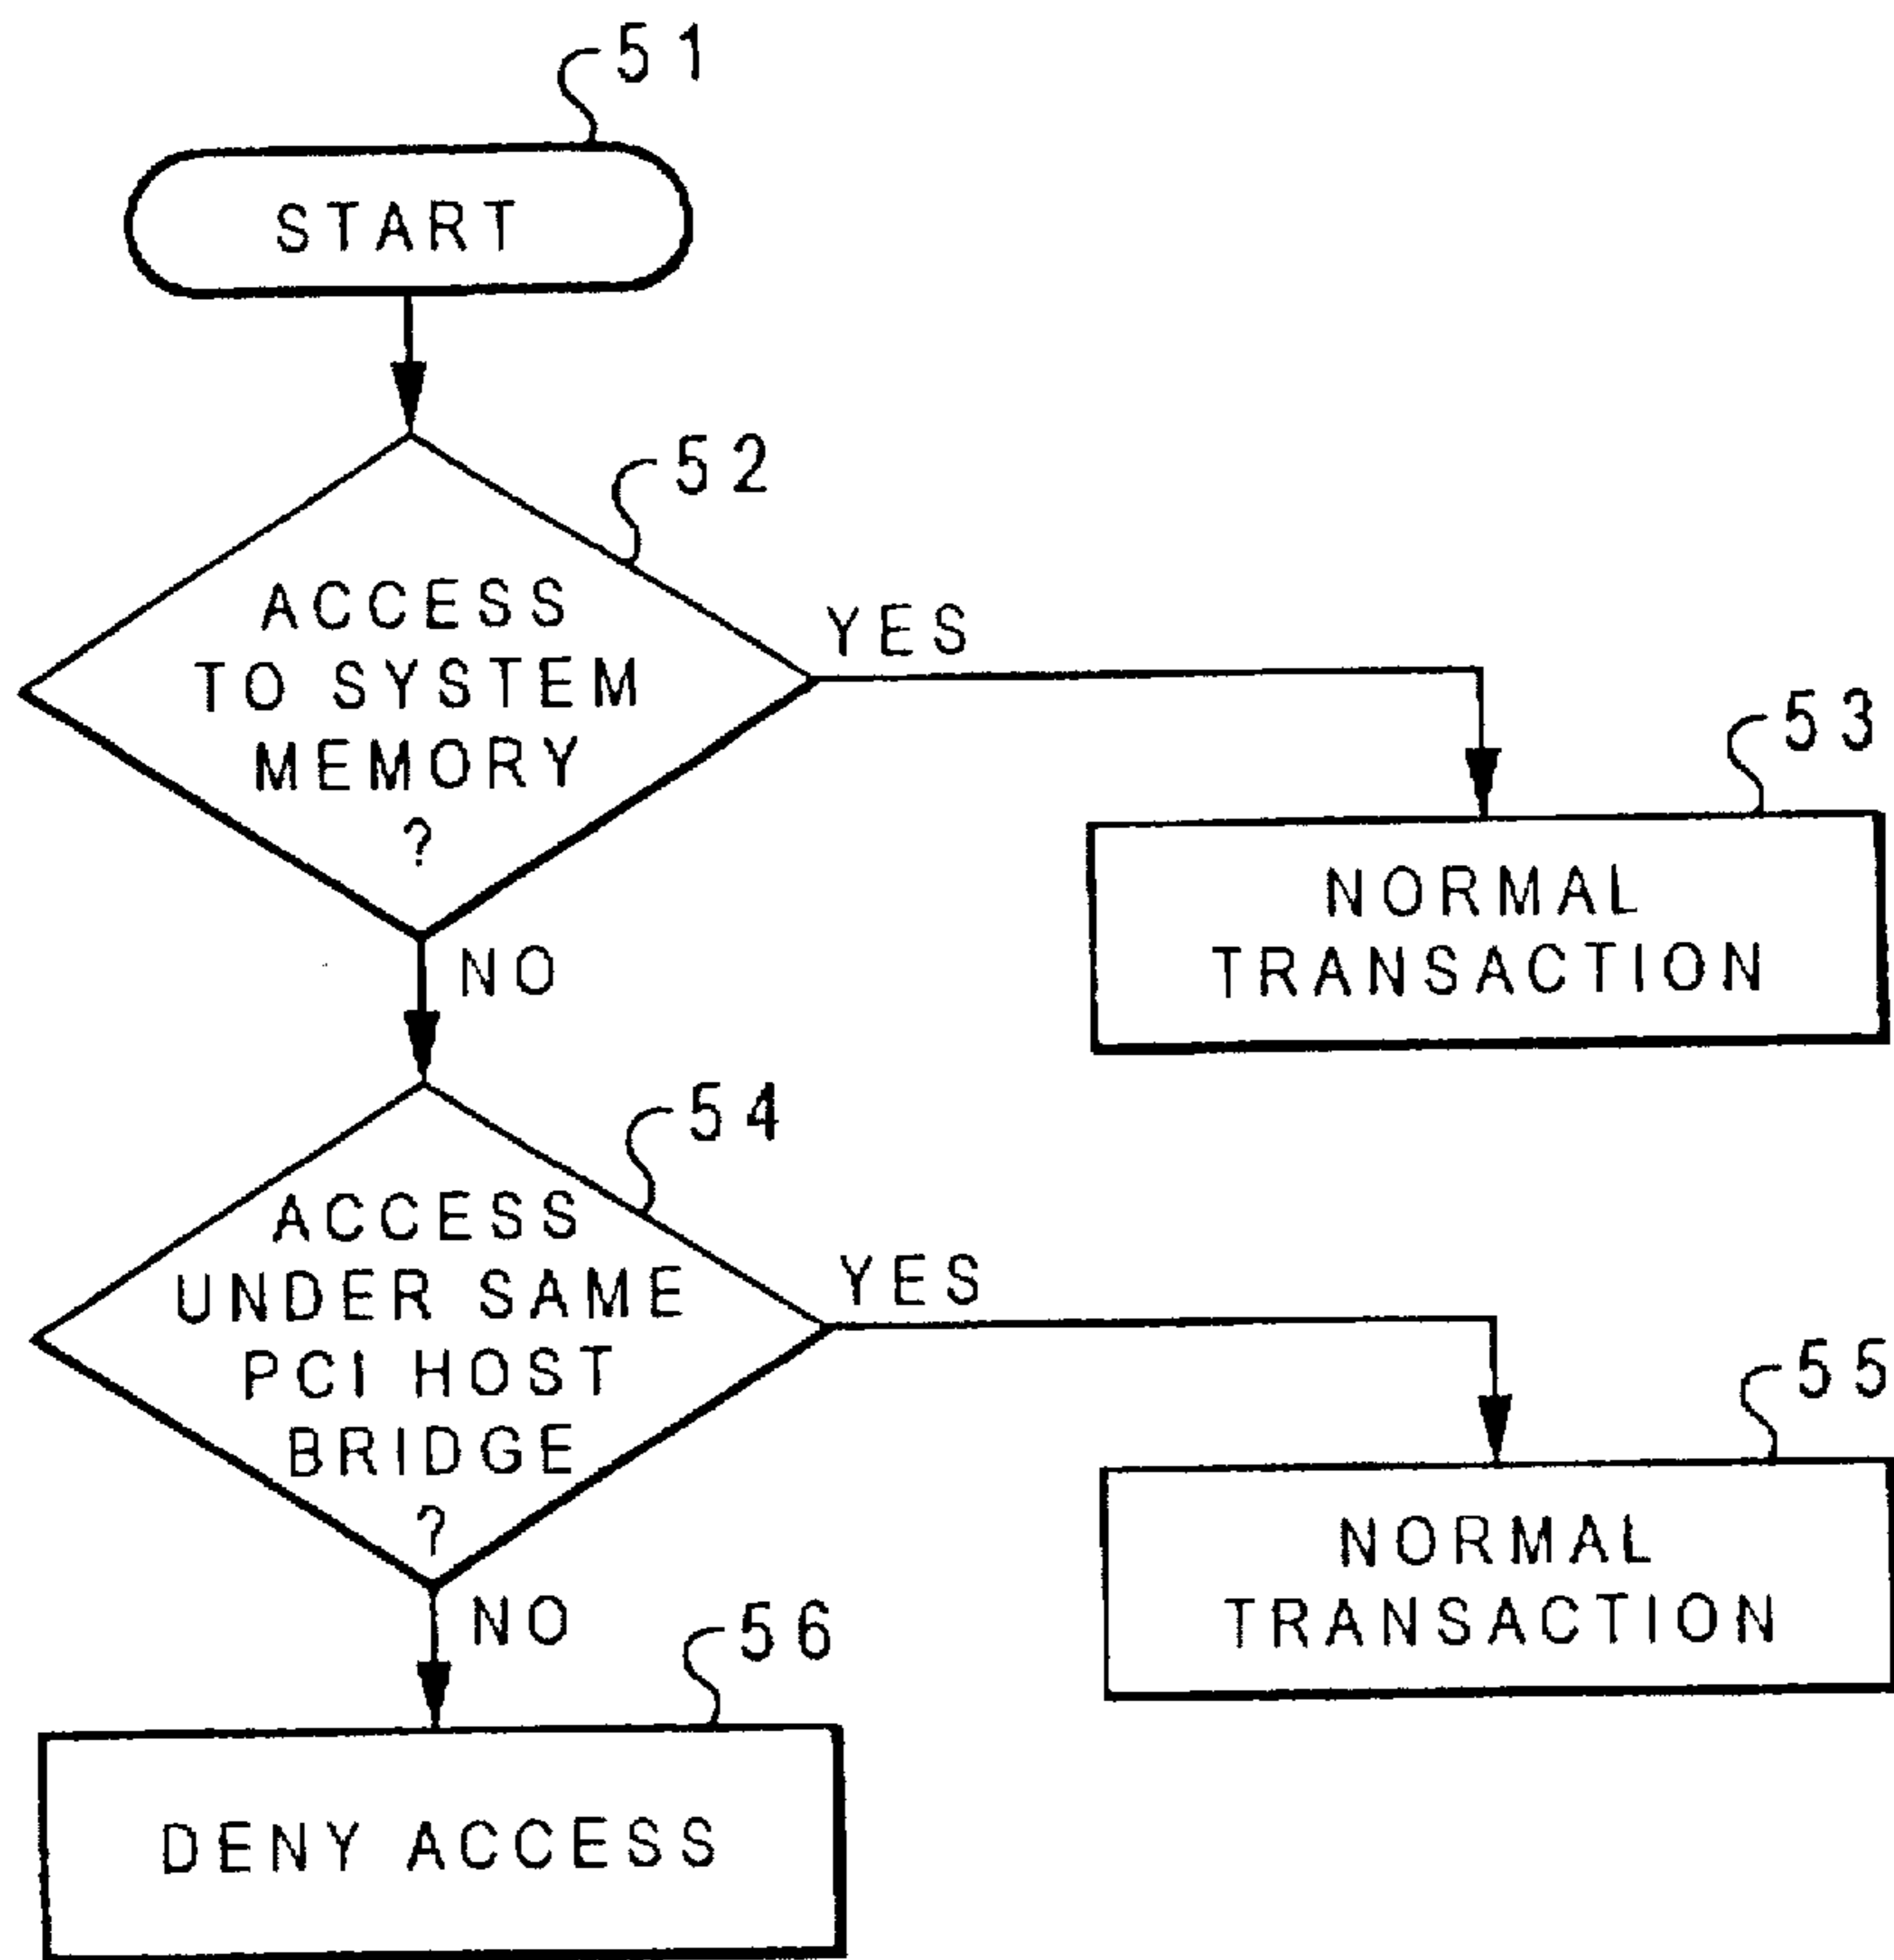 51
START
52
ACCESS
TO SYSTEM
MEMORY
?
YES
53
NORMAL
TRANSACTION
NO
54
ACCESS
UNDER SAME
PCI HOST
BRIDGE
?
YES
55
NORMAL
TRANSACTION
NO
56
DENY ACCESS